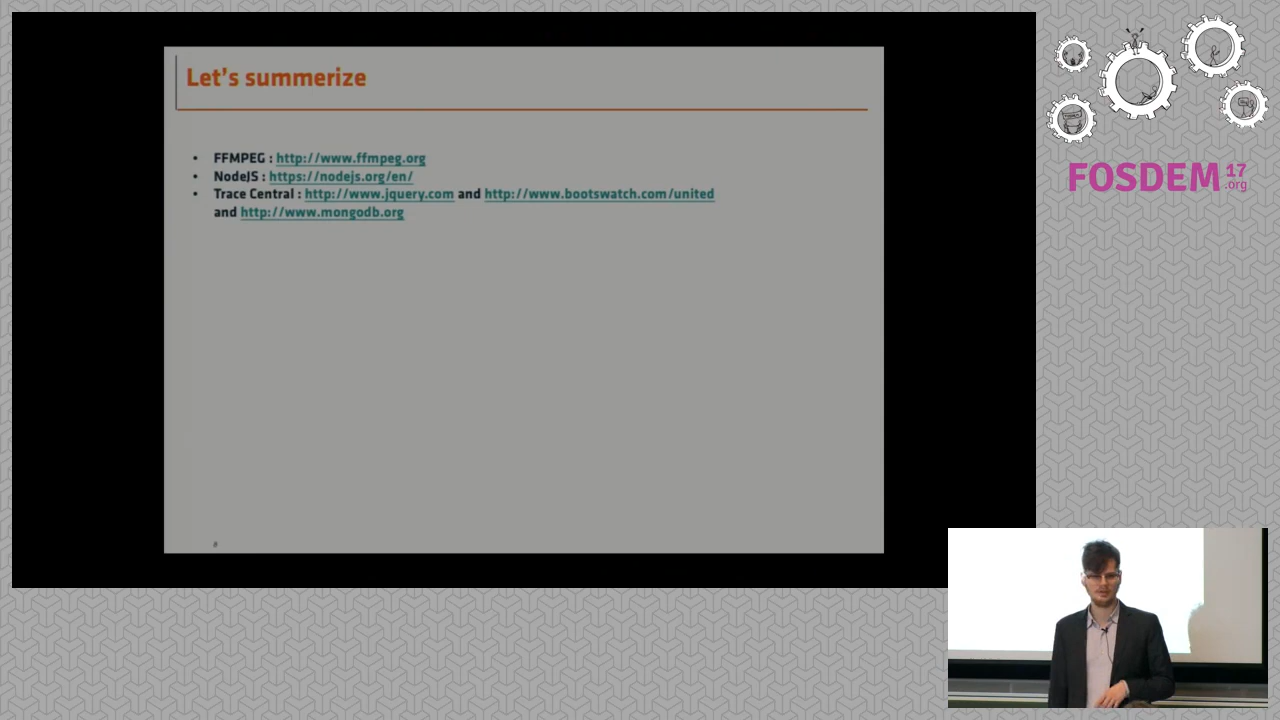 Let's summerize
• FFMPEG : http://www.ffmpeg.org
• NodeJS : https://nodejs.org/en/
• Trace Central : http://www.jquery.com and http://www.bootswatch.com/united
and http://www.mongodb.org
8
FOSDEM 17
.org